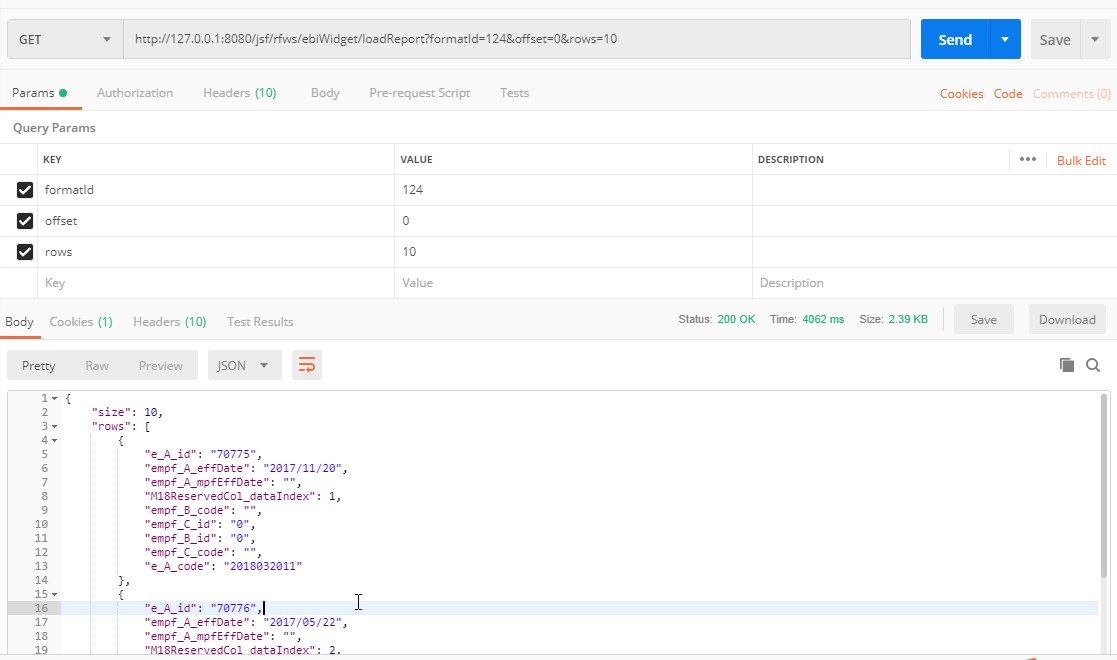 GET http://127.0.0.1:8080/jsf/rfws/ebiWidget/loadReport?formatId=124&offset=0&rows=10 Send Save
Params Authorization Headers (10) Body Pre-request Script Tests Cookies Code Comments (0)
Query Params
KEY VALUE DESCRIPTION ••• Bulk Edit
formatId 124
offset 0
rows 10
Key Value Description
Body Cookies (1) Headers (10) Test Results Status: 200 OK Time: 4062 ms Size: 2.39 KB Save Download
Pretty Raw Preview JSON
1 {
2 "size": 10,
3 "rows": [
4 {
5 "e_A_id": "70775",
6 "empf_A_effDate": "2017/11/20",
7 "empf_A_mpfEffDate": "",
8 "M18ReservedCol_dataIndex": 1,
9 "empf_B_code": "",
10 "empf_C_id": "0",
11 "empf_B_id": "0",
12 "empf_C_code": "",
13 "e_A_code": "2018032011"
14 },
15 {
16 "e_A_id": "70776",
17 "empf_A_effDate": "2017/05/22",
18 "empf_A_mpfEffDate": "",
19 "M18ReservedCol_dataIndex": 2,